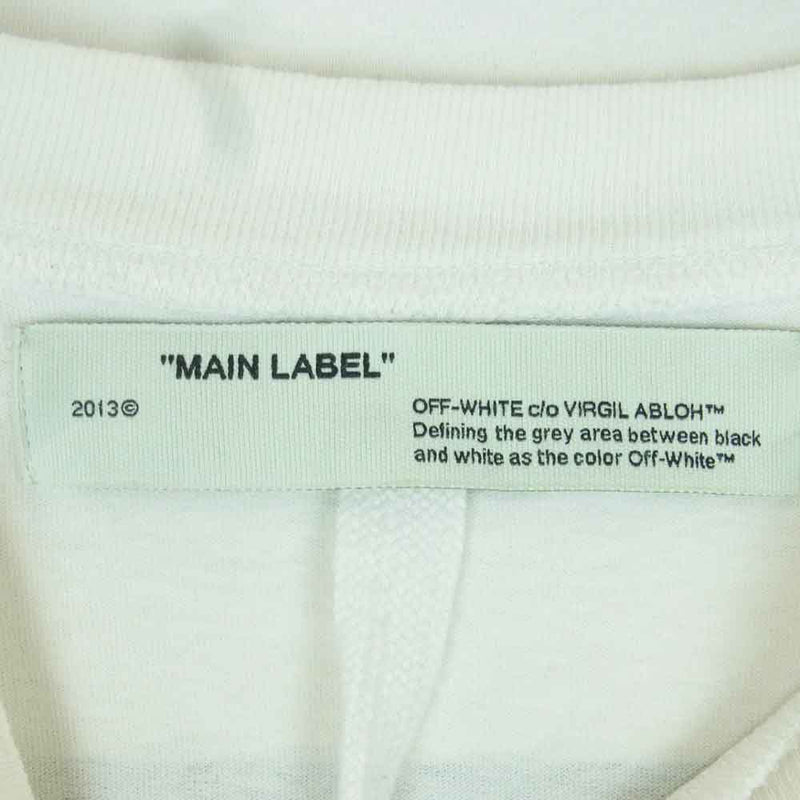 "MAIN LABEL"
2013© OFF-WHITE c/o VIRGIL ABLOH™
Defining the grey area between black
and white as the color Off-White™